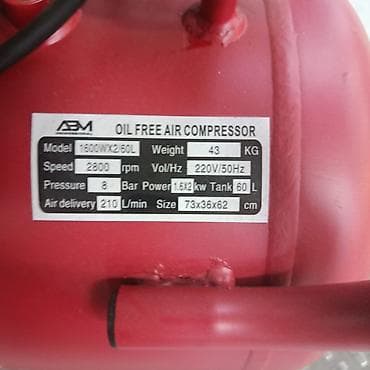 ABM OIL FREE AIR COMPRESSOR
Model 1600WX2/60L Weight 43 KG
Speed 2800 rpm Vol/Hz 220V/50Hz
Pressure 8 Bar Power 1.6X2 kw Tank 60 L
Air delivery 210 L/min Size 73x36x62 cm